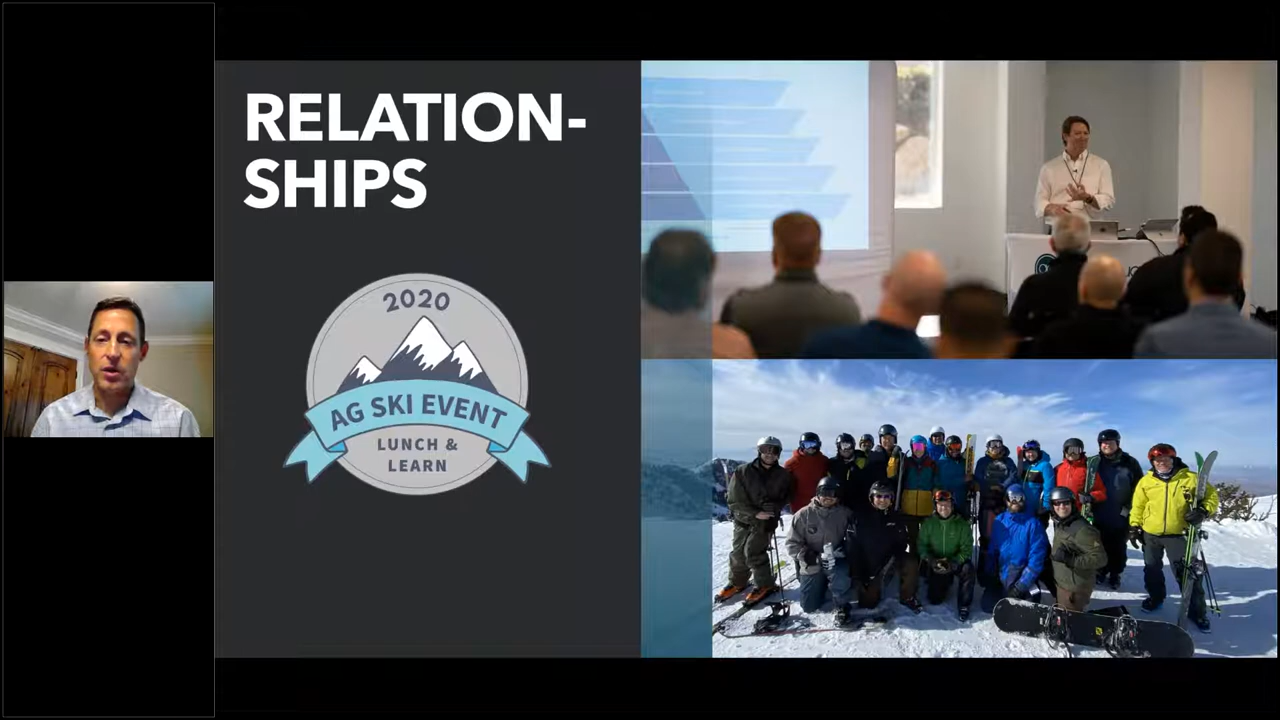 RELATION-
SHIPS
2020
AG SKI EVENT
LUNCH &
LEARN